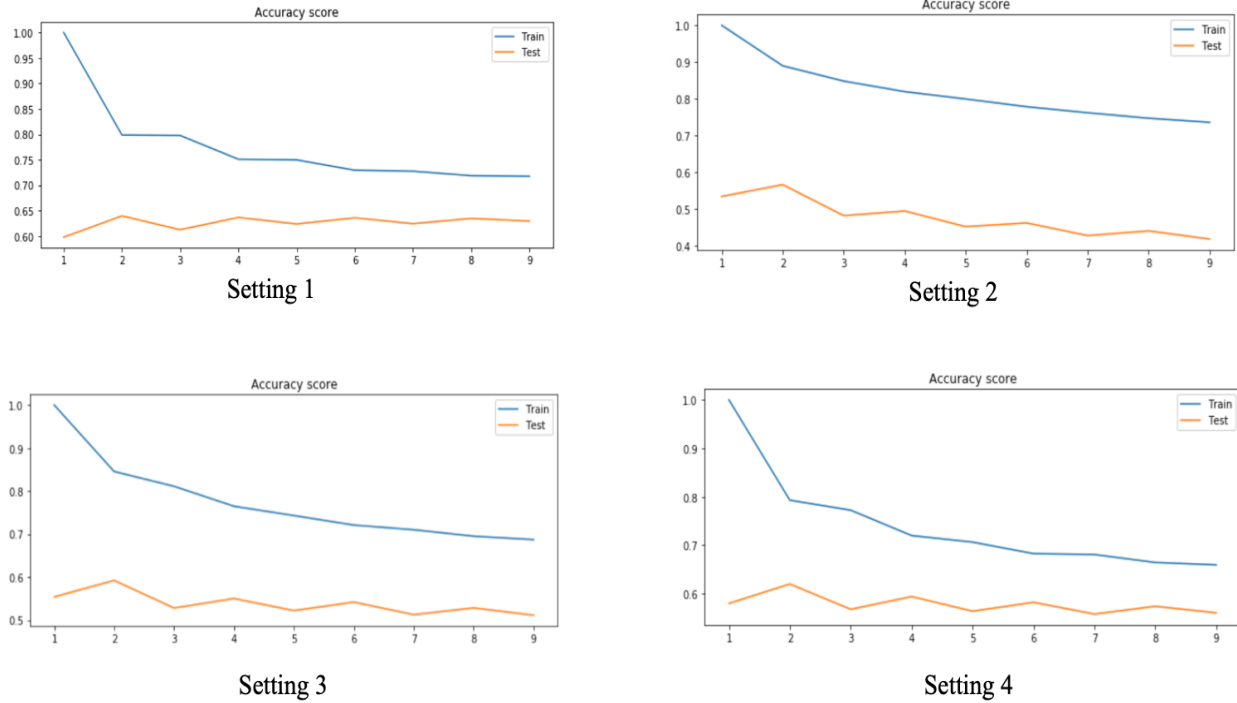 Accuracy score
1.00
0.95
0.90
0.85
0.80
0.75
0.70
0.65
0.60
Train
Test
1 2 3 4 5 6 7 8 9
Setting 1
Accuracy score
1.0
0.9
0.8
0.7
0.6
0.5
0.4
Train
Test
1 2 3 4 5 6 7 8 9
Setting 2
Accuracy score
1.0
0.9
0.8
0.7
0.6
0.5
Train
Test
1 2 3 4 5 6 7 8 9
Setting 3
Accuracy score
1.0
0.9
0.8
0.7
0.6
Train
Test
1 2 3 4 5 6 7 8 9
Setting 4